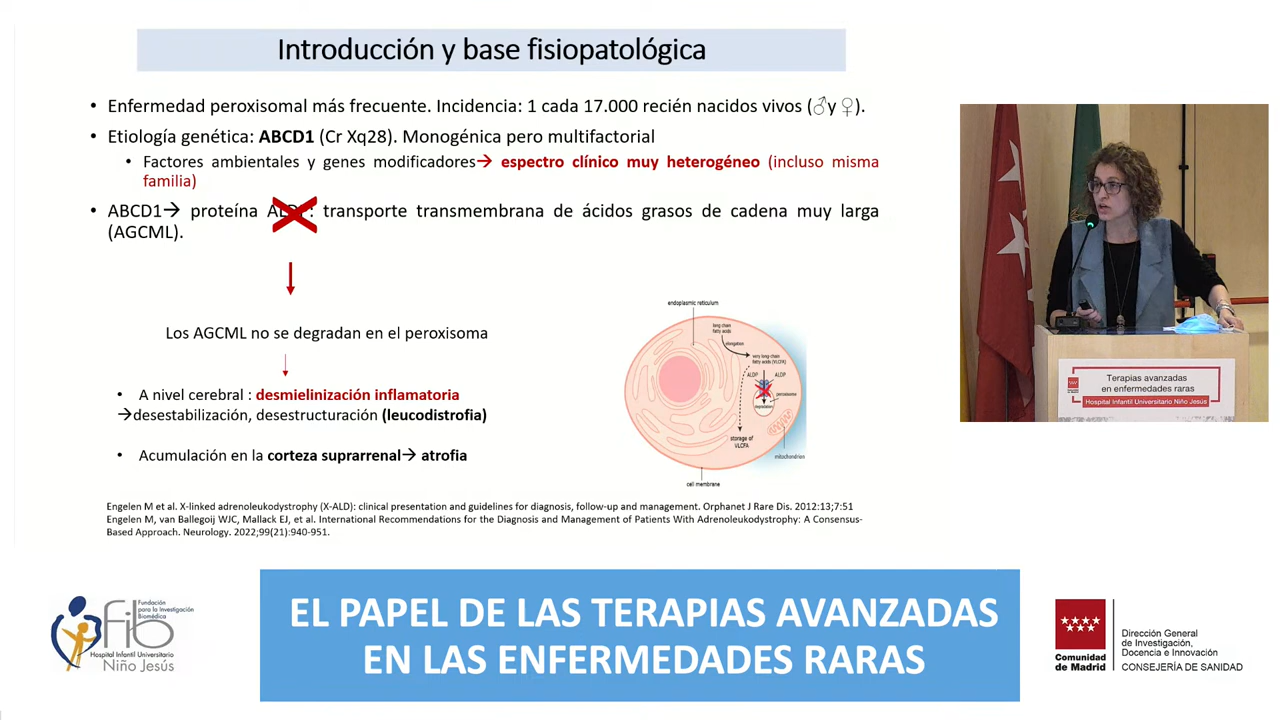 Introducción y base fisiopatológica
• Enfermedad peroxisomal más frecuente. Incidencia: 1 cada 17.000 recién nacidos vivos (♂y ♀).
• Etiología genética: ABCD1 (Cr Xq28). Monogénica pero multifactorial
• Factores ambientales y genes modificadores→ espectro clínico muy heterogéneo (incluso misma
familia)
• ABCD1→ proteína ALDP: transporte transmembrana de ácidos grasos de cadena muy larga
(AGCML).
Los AGCML no se degradan en el peroxisoma
• A nivel cerebral : desmielinización inflamatoria
→desestabilización, desestructuración (leucodistrofia)
• Acumulación en la corteza suprarrenal→ atrofia
endoplasmic reticulum
long chain
fatty acids
elongation
very long chain
fatty acids (VLCFA)
ALDP ALDP
peroxisome
degradation
storage of
VLCFA
mitochondrion
cell membrane
Engelen M et al. X-linked adrenoleukodystrophy (X-ALD): clinical presentation and guidelines for diagnosis, follow-up and management. Orphanet J Rare Dis. 2012:13;7:51
Engelen M, van Ballegoij WJC, Mallack EJ, et al. International Recommendations for the Diagnosis and Management of Patients With Adrenoleukodystrophy: A Consensus-
Based Approach. Neurology. 2022;99(21):940-951.
Terapias avanzadas
en enfermedades raras
Hospital Infantil Universitario Niño Jesús
fib
Fundación
para la Investigación
Biomédica
Hospital Infantil Universitario
Niño Jesús
EL PAPEL DE LAS TERAPIAS AVANZADAS
EN LAS ENFERMEDADES RARAS
Comunidad
de Madrid
Dirección General
de Investigación,
Docencia e Innovación
CONSEJERÍA DE SANIDAD